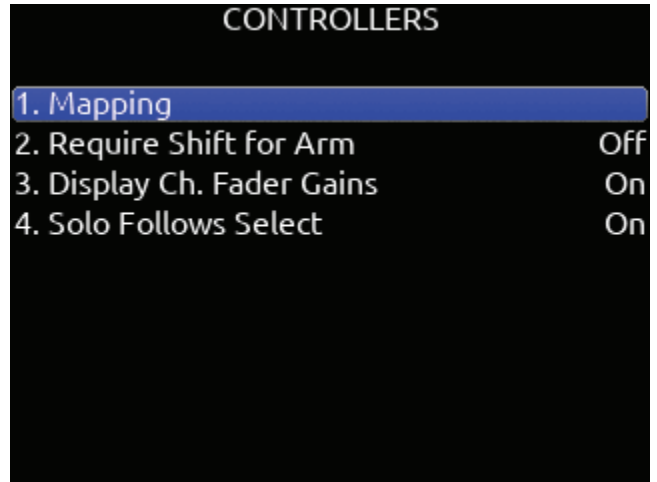 CONTROLLERS
1. Mapping
2. Require Shift for Arm Off
3. Display Ch. Fader Gains On
4. Solo Follows Select On